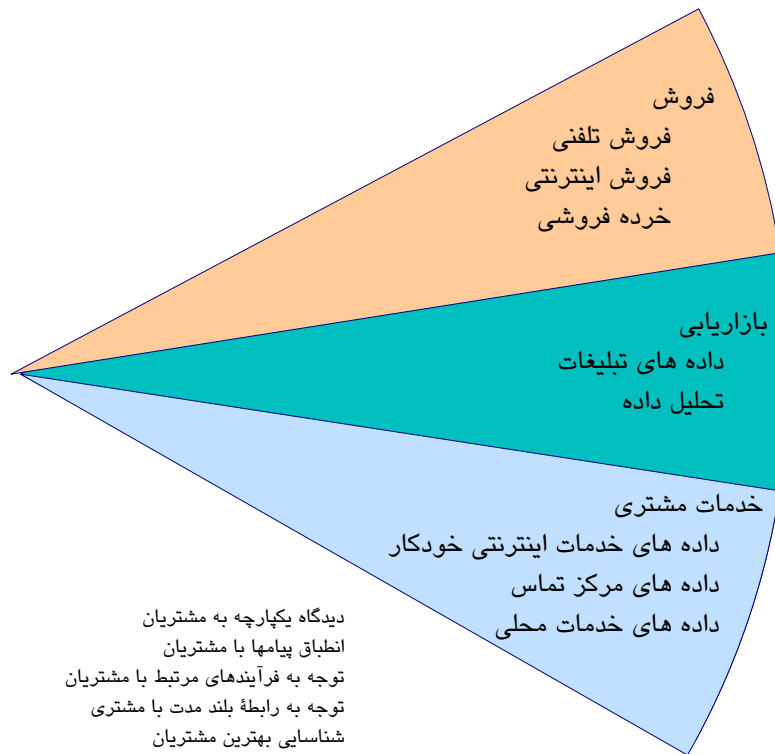 فروش
فروش تلفنی
فروش اینترنتی
خرده فروشی
بازاریابی
داده های تبلیغات
تحلیل داده
خدمات مشتری
داده های خدمات اینترنتی خودکار
داده های مرکز تماس
داده های خدمات محلی
دیدگاه یکپارچه به مشتریان
انطباق پیامها با مشتریان
توجه به فرآیندهای مرتبط با مشتریان
توجه به رابطۀ بلند مدت با مشتری
شناسایی بهترین مشتریان